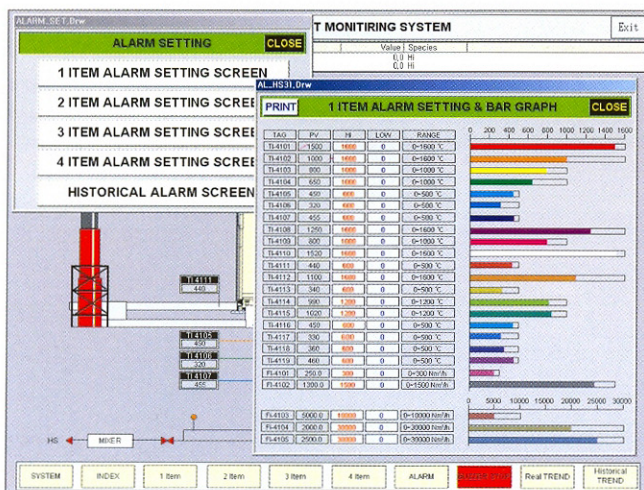 ALARM_SET.Drw
ALARM SETTING
CLOSE
T MONITIRING SYSTEM
Exit
Value Species
0,0 Hi
0,0 Hi
1 ITEM ALARM SETTING SCREEN
2 ITEM ALARM SETTING SCREE
3 ITEM ALARM SETTING SCREE
4 ITEM ALARM SETTING SCREE
HISTORICAL ALARM SCREEN
AL_HS31.Drw
PRINT
1 ITEM ALARM SETTING & BAR GRAPH
CLOSE
TAG PV HI LOW RANGE
0 200 400 600 800 1000 1200 1400 1600
TI-4101 1500 1600 0 0~1600 ℃
TI-4102 1000 1600 0 0~1600 ℃
TI-4103 800 1000 0 0~1000 ℃
TI-4104 650 1000 0 0~1000 ℃
TI-4105 450 600 0 0~500 ℃
TI-4106 320 600 0 0~500 ℃
TI-4107 455 600 0 0~500 ℃
TI-4108 1250 1600 0 0~1600 ℃
TI-4109 800 1000 0 0~1000 ℃
TI-4110 1520 1600 0 0~1600 ℃
TI-4111 440 600 0 0~500 ℃
TI-4112 1100 1600 0 0~1600 ℃
TI-4113 340 600 0 0~500 ℃
TI-4114 990 1200 0 0~1200 ℃
TI-4115 1020 1200 0 0~1200 ℃
TI-4116 450 600 0 0~500 ℃
TI-4117 330 600 0 0~500 ℃
TI-4118 360 600 0 0~500 ℃
TI-4119 460 600 0 0~500 ℃
FI-4101 250.0 300 0 0~300 Nm³/h
FI-4102 1300.0 1500 0 0~1500 Nm³/h
0 5000 10000 15000 20000 25000 30000
FI-4103 5000.0 10000 0 0~10000 Nm³/h
FI-4104 2000.0 30000 0 0~30000 Nm³/h
FI-4105 2500.0 30000 0 0~30000 Nm³/h
TI-4111
440
TI-4105
450
TI-4106
320
TI-4107
455
HS
MIXER
SYSTEM
INDEX
1 Item
2 Item
3 Item
4 Item
ALARM
Real TREND
Historical
TREND